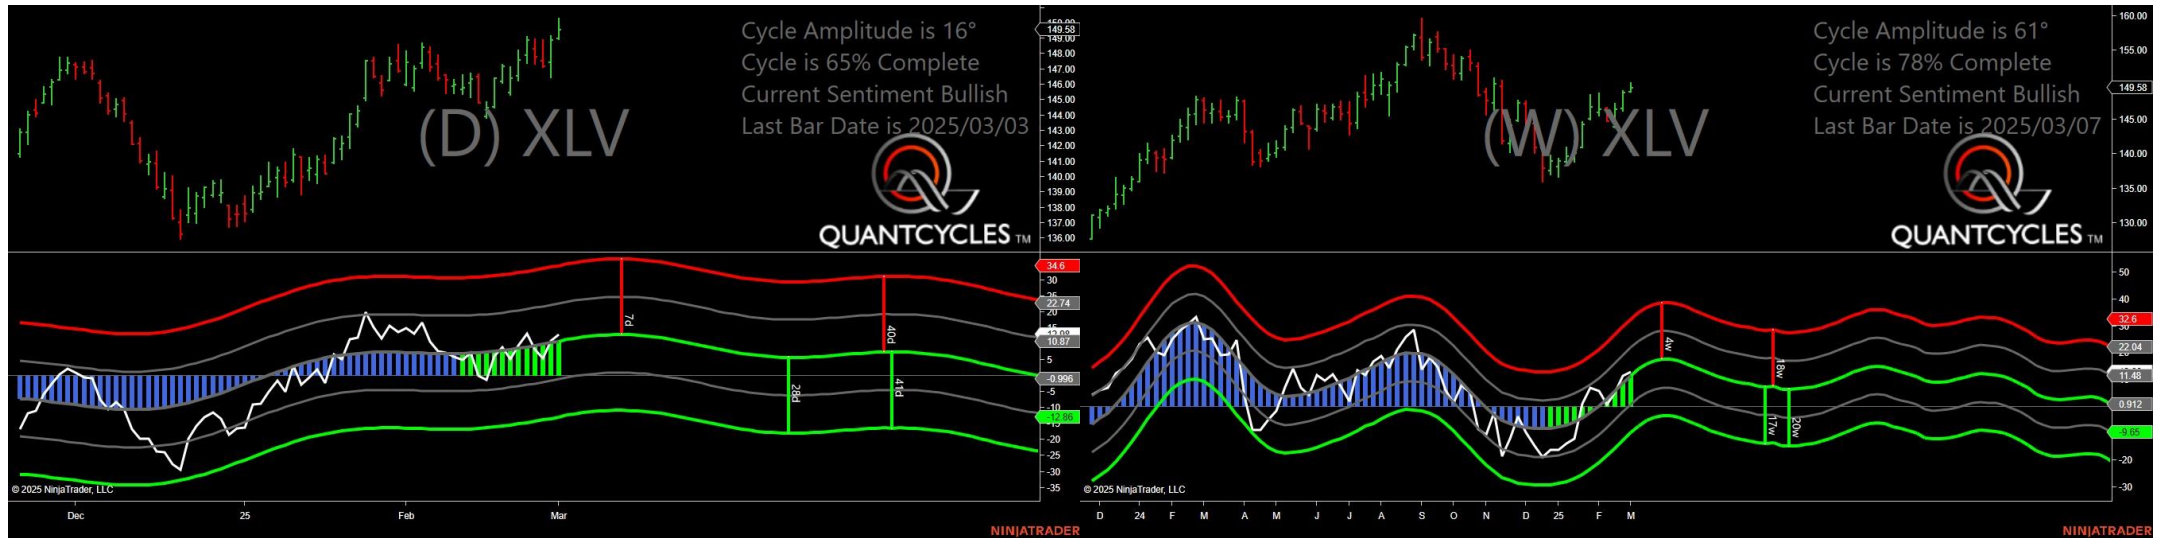 Cycle Amplitude is 16°
Cycle is 65% Complete
Current Sentiment Bullish
Last Bar Date is 2025/03/03
(D) XLV
QUANTCYCLES TM
149.58
149.00
148.00
147.00
146.00
145.00
144.00
143.00
142.00
141.00
140.00
139.00
138.00
137.00
136.00
34.6
30
22.74
20
15
10.87
5
-0.996
-5
-10
-12.86
-15
-20
-25
-30
-35
7d
40d
28d
41d
© 2025 NinjaTrader, LLC
Dec
25
Feb
Mar
NINJATRADER
Cycle Amplitude is 61°
Cycle is 78% Complete
Current Sentiment Bullish
Last Bar Date is 2025/03/07
(W) XLV
QUANTCYCLES TM
160.00
155.00
149.58
145.00
140.00
135.00
130.00
50
40
32.6
30
22.04
20
11.48
0.912
-9.65
-20
-30
4w
18w
17w
20w
© 2025 NinjaTrader, LLC
D
24
F
M
A
M
J
J
A
S
O
N
D
25
F
M
NINJATRADER